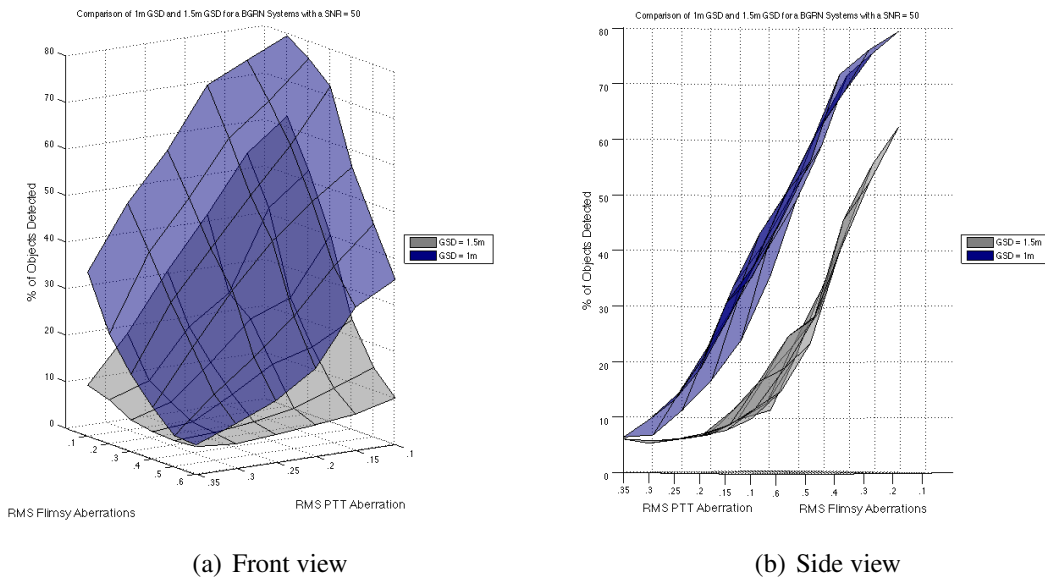 Comparison of 1m GSD and 1.5m GSD for a BGRN Systems with a SNR = 50
80
70
60
50
40
30
20
10
0
% of Objects Detected
.1
.2
.3
.4
.5
.6
.35
.3
.25
.2
.15
.1
RMS Flimsy Aberrations
RMS PTT Aberration
GSD = 1.5m
GSD = 1m
(a) Front view
Comparison of 1m GSD and 1.5m GSD for a BGRN Systems with a SNR = 50
80
70
60
50
40
30
20
10
0
% of Objects Detected
.35 .3 .25 .2 .15 .1 .6 .5 .4 .3 .2 .1
RMS PTT Aberration RMS Flimsy Aberrations
GSD = 1.5m
GSD = 1m
(b) Side view